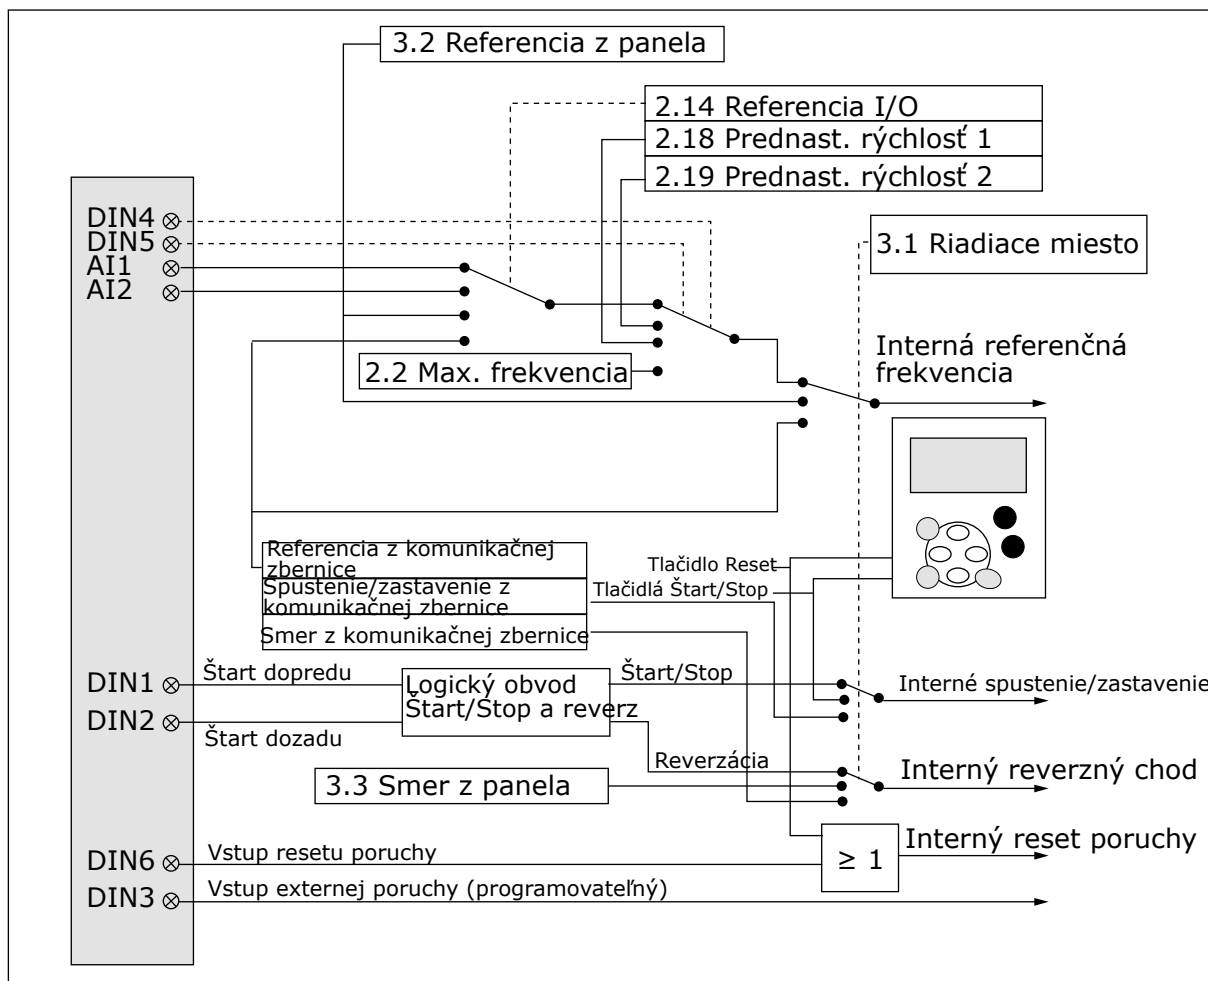 3.2 Referencia z panela
2.14 Referencia I/O
2.18 Prednast. rýchlosť 1
2.19 Prednast. rýchlosť 2
DIN4
DIN5
AI1
AI2
3.1 Riadiace miesto
2.2 Max. frekvencia
Interná referenčná
frekvencia
Referencia z komunikačnej
zbernice
Spustenie/zastavenie z
komunikačnej zbernice
Smer z komunikačnej zbernice
Tlačidlo Reset
Tlačidlá Štart/Stop
DIN1
Štart dopredu
DIN2
Štart dozadu
Logický obvod
Štart/Stop a reverz
Štart/Stop
Interné spustenie/zastavenie
Reverzácia
3.3 Smer z panela
Interný reverzný chod
DIN6
Vstup resetu poruchy
≥ 1
Interný reset poruchy
DIN3
Vstup externej poruchy (programovateľný)